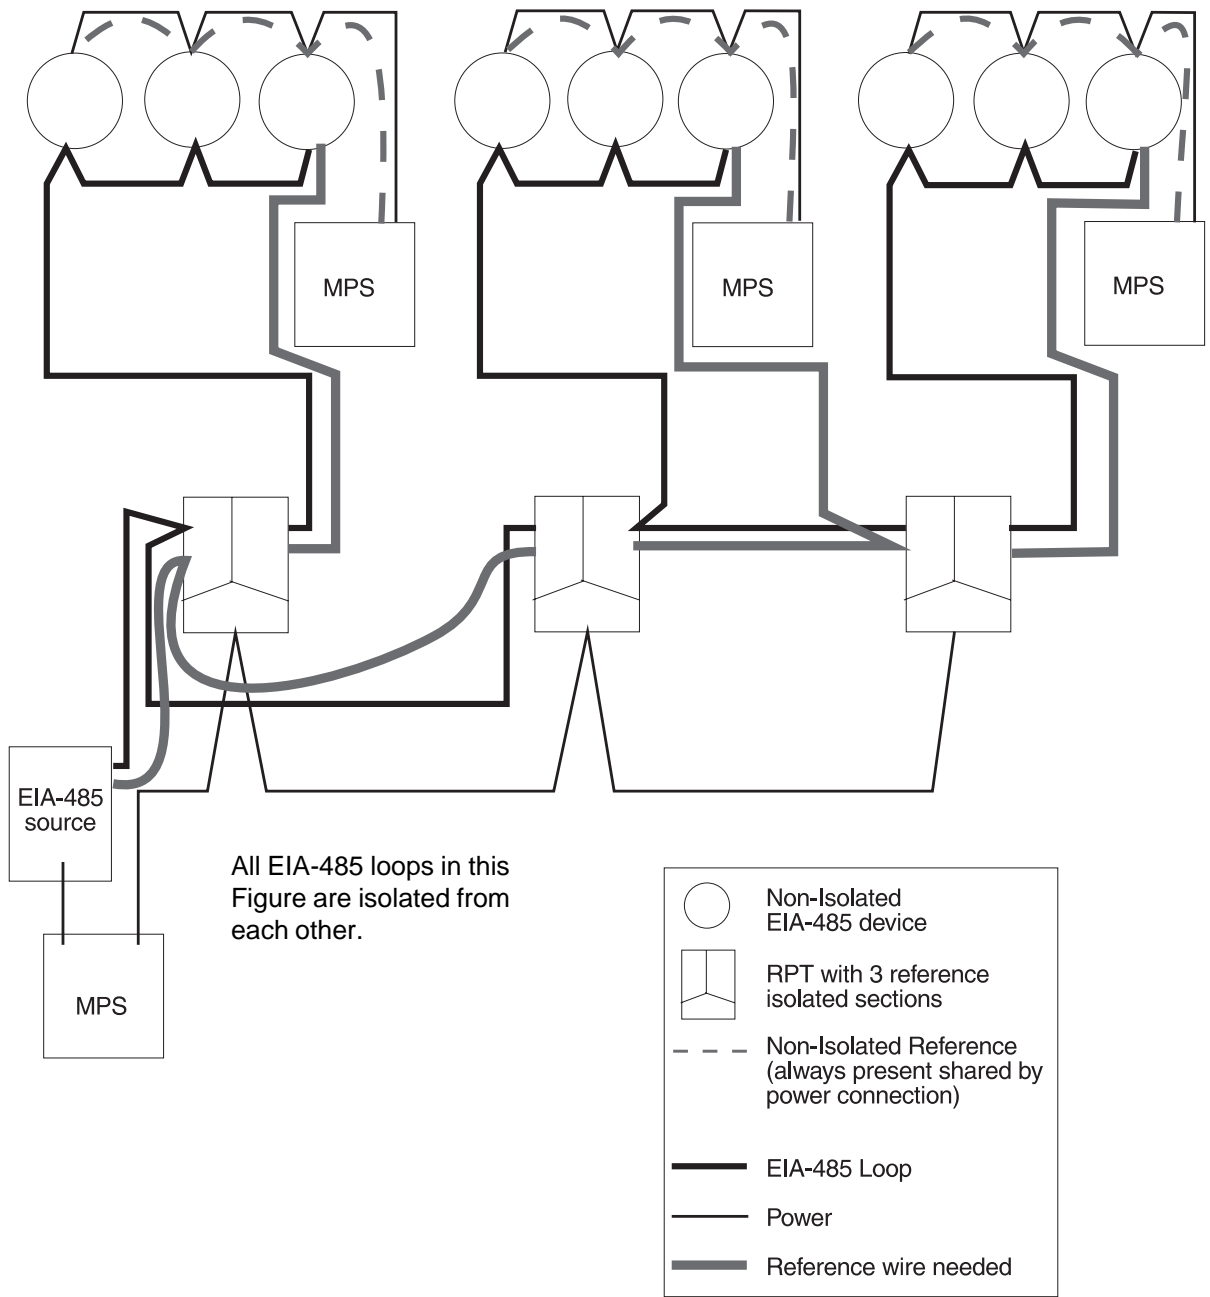 MPS
MPS
MPS
EIA-485
source
All EIA-485 loops in this
Figure are isolated from
each other.
MPS
Non-Isolated
EIA-485 device
RPT with 3 reference
isolated sections
Non-Isolated Reference
(always present shared by
power connection)
EIA-485 Loop
Power
Reference wire needed